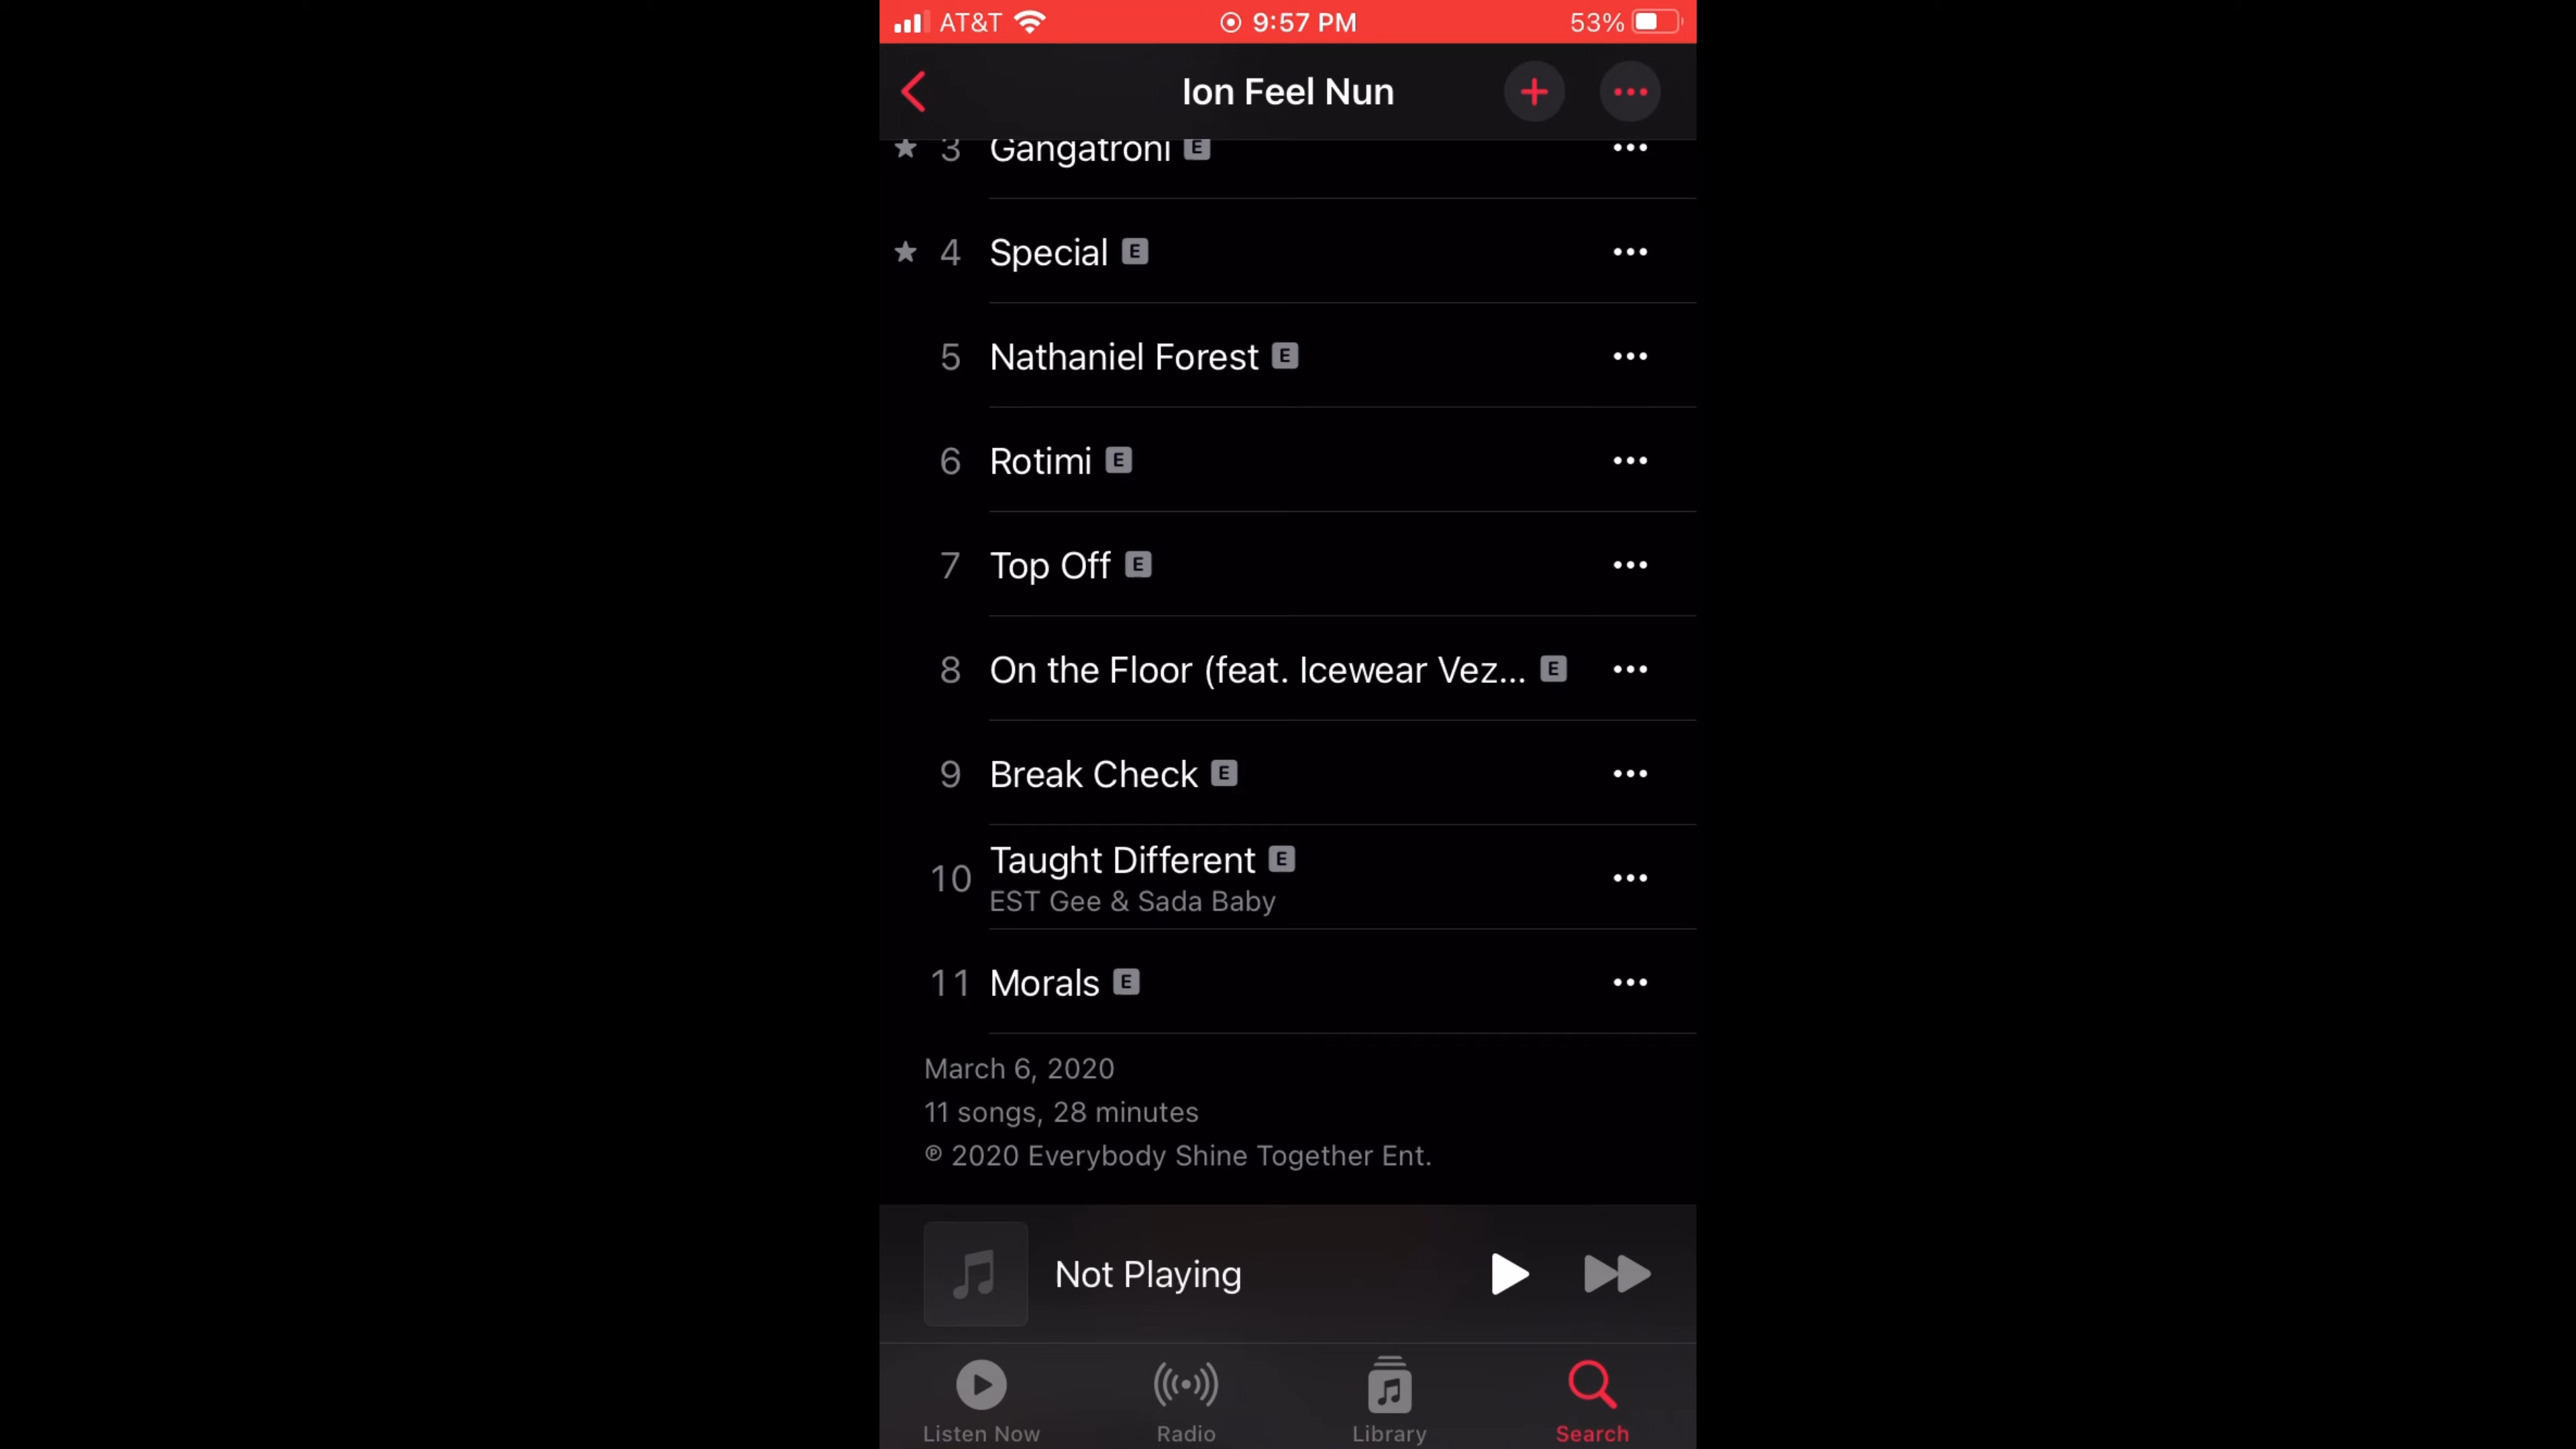 AT&T 9:57 PM 53%
Ion Feel Nun
3 Gangatroni E
4 Special E
5 Nathaniel Forest E
6 Rotimi E
7 Top Off E
8 On the Floor (feat. Icewear Vez... E
9 Break Check E
10 Taught Different E
EST Gee & Sada Baby
11 Morals E
March 6, 2020
11 songs, 28 minutes
℗ 2020 Everybody Shine Together Ent.
Not Playing
Listen Now Radio Library Search